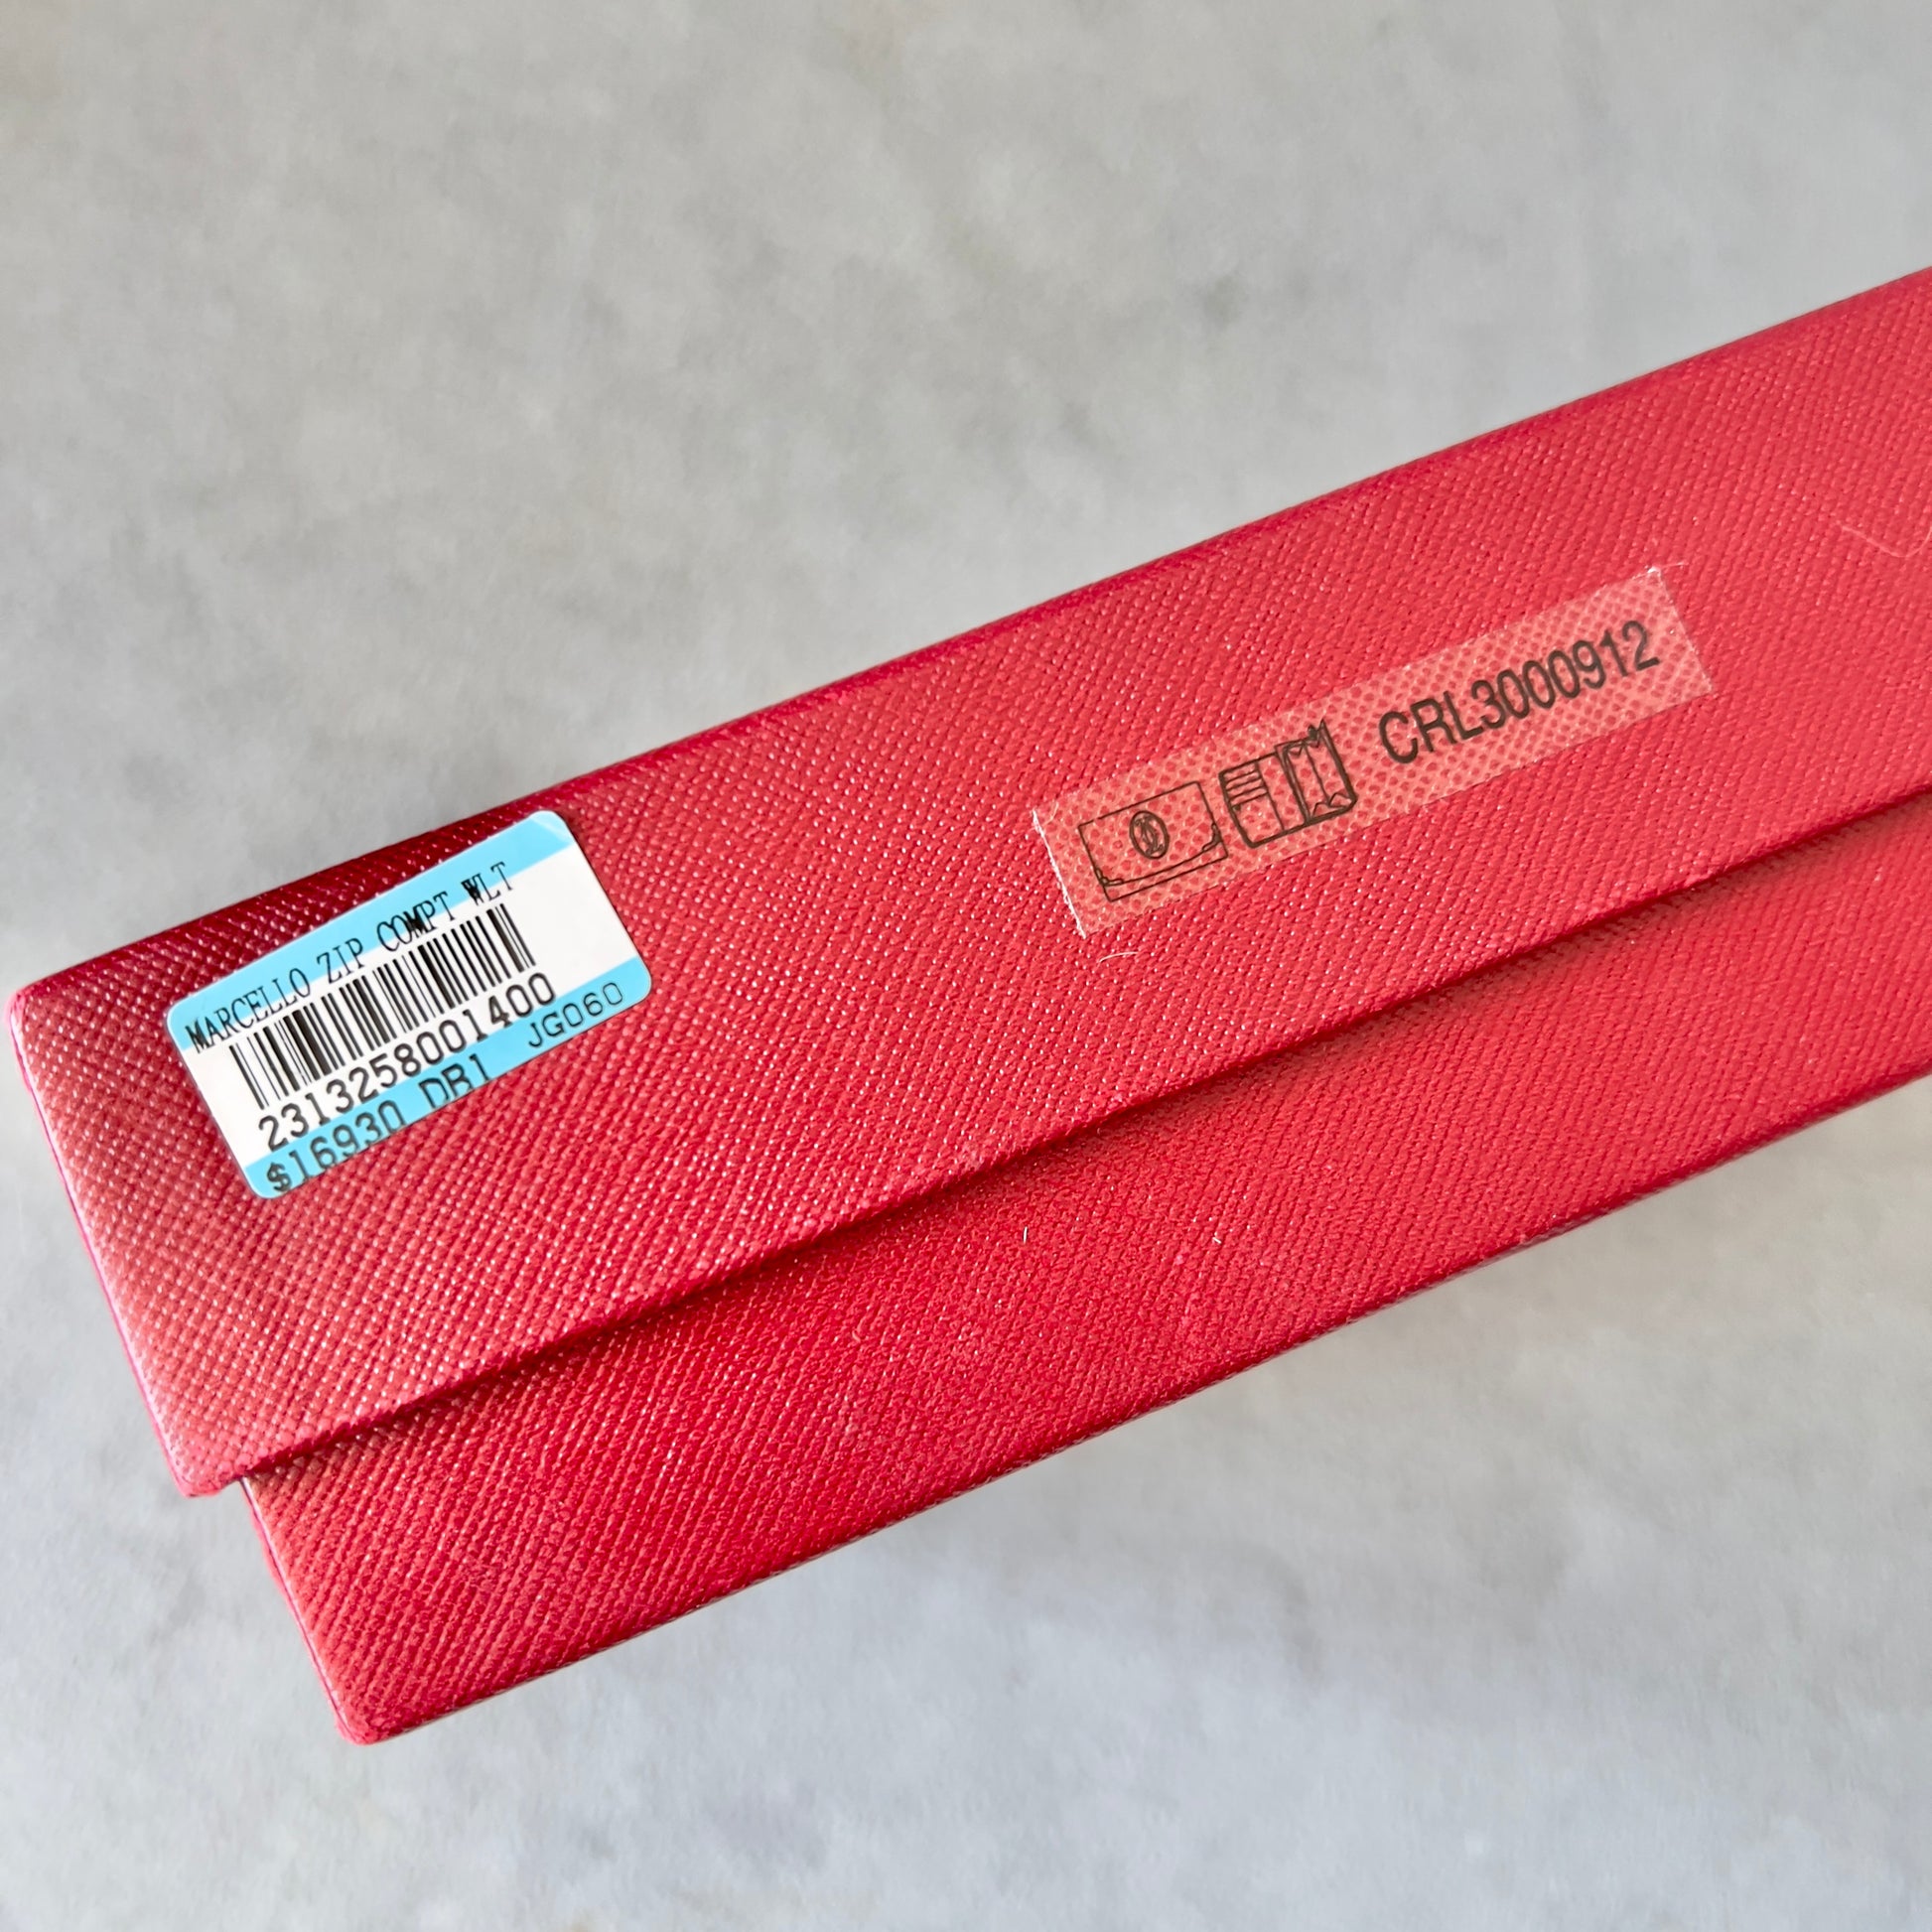 MARCELLO ZIP COMPT WLT
2313258001400
$16930 DB1 JG060
CRL3000912